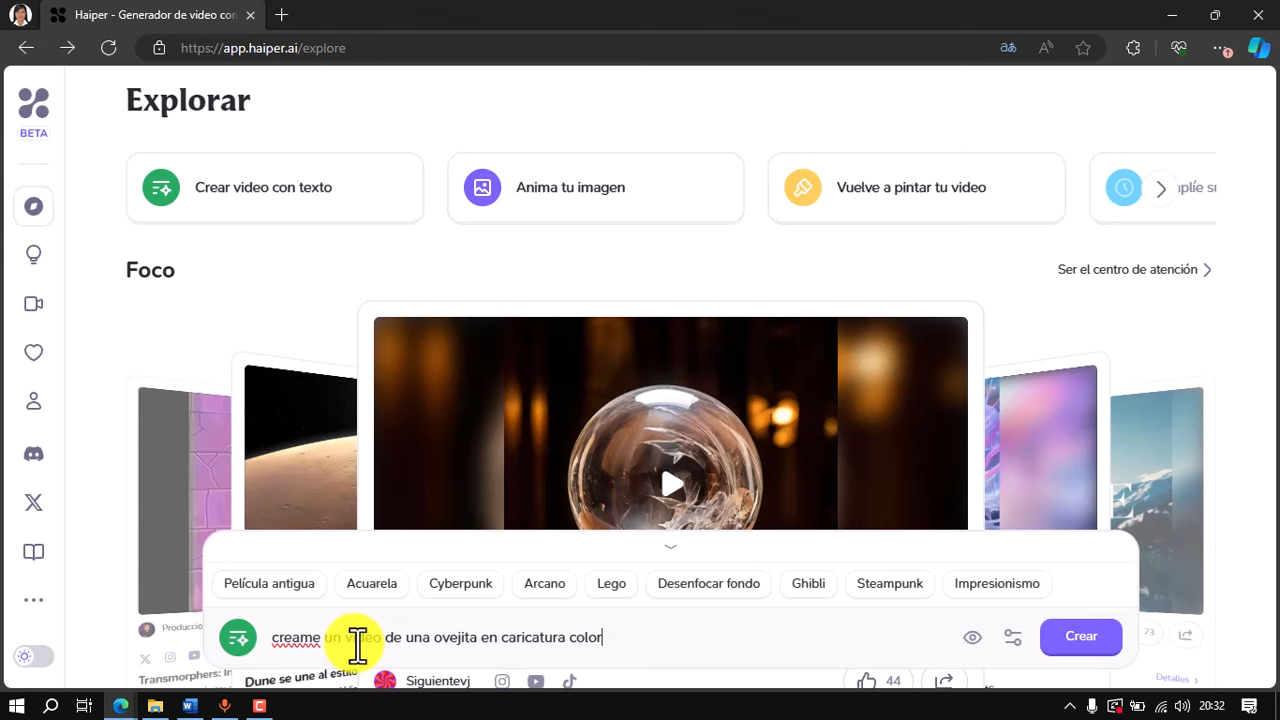 Haiper - Generador de video con
https://app.haiper.ai/explore
BETA
Explorar
Crear video con texto
Anima tu imagen
Vuelve a pintar tu video
Foco
Ser el centro de atención
Película antigua
Acuarela
Cyberpunk
Arcano
Lego
Desenfocar fondo
Ghibli
Steampunk
Impresionismo
creame un video de una ovejita en caricatura color
Crear
Produccio
73
Transmorphers: In
Dune se une al estilo
Siguientevj
44
Detalles
20:32